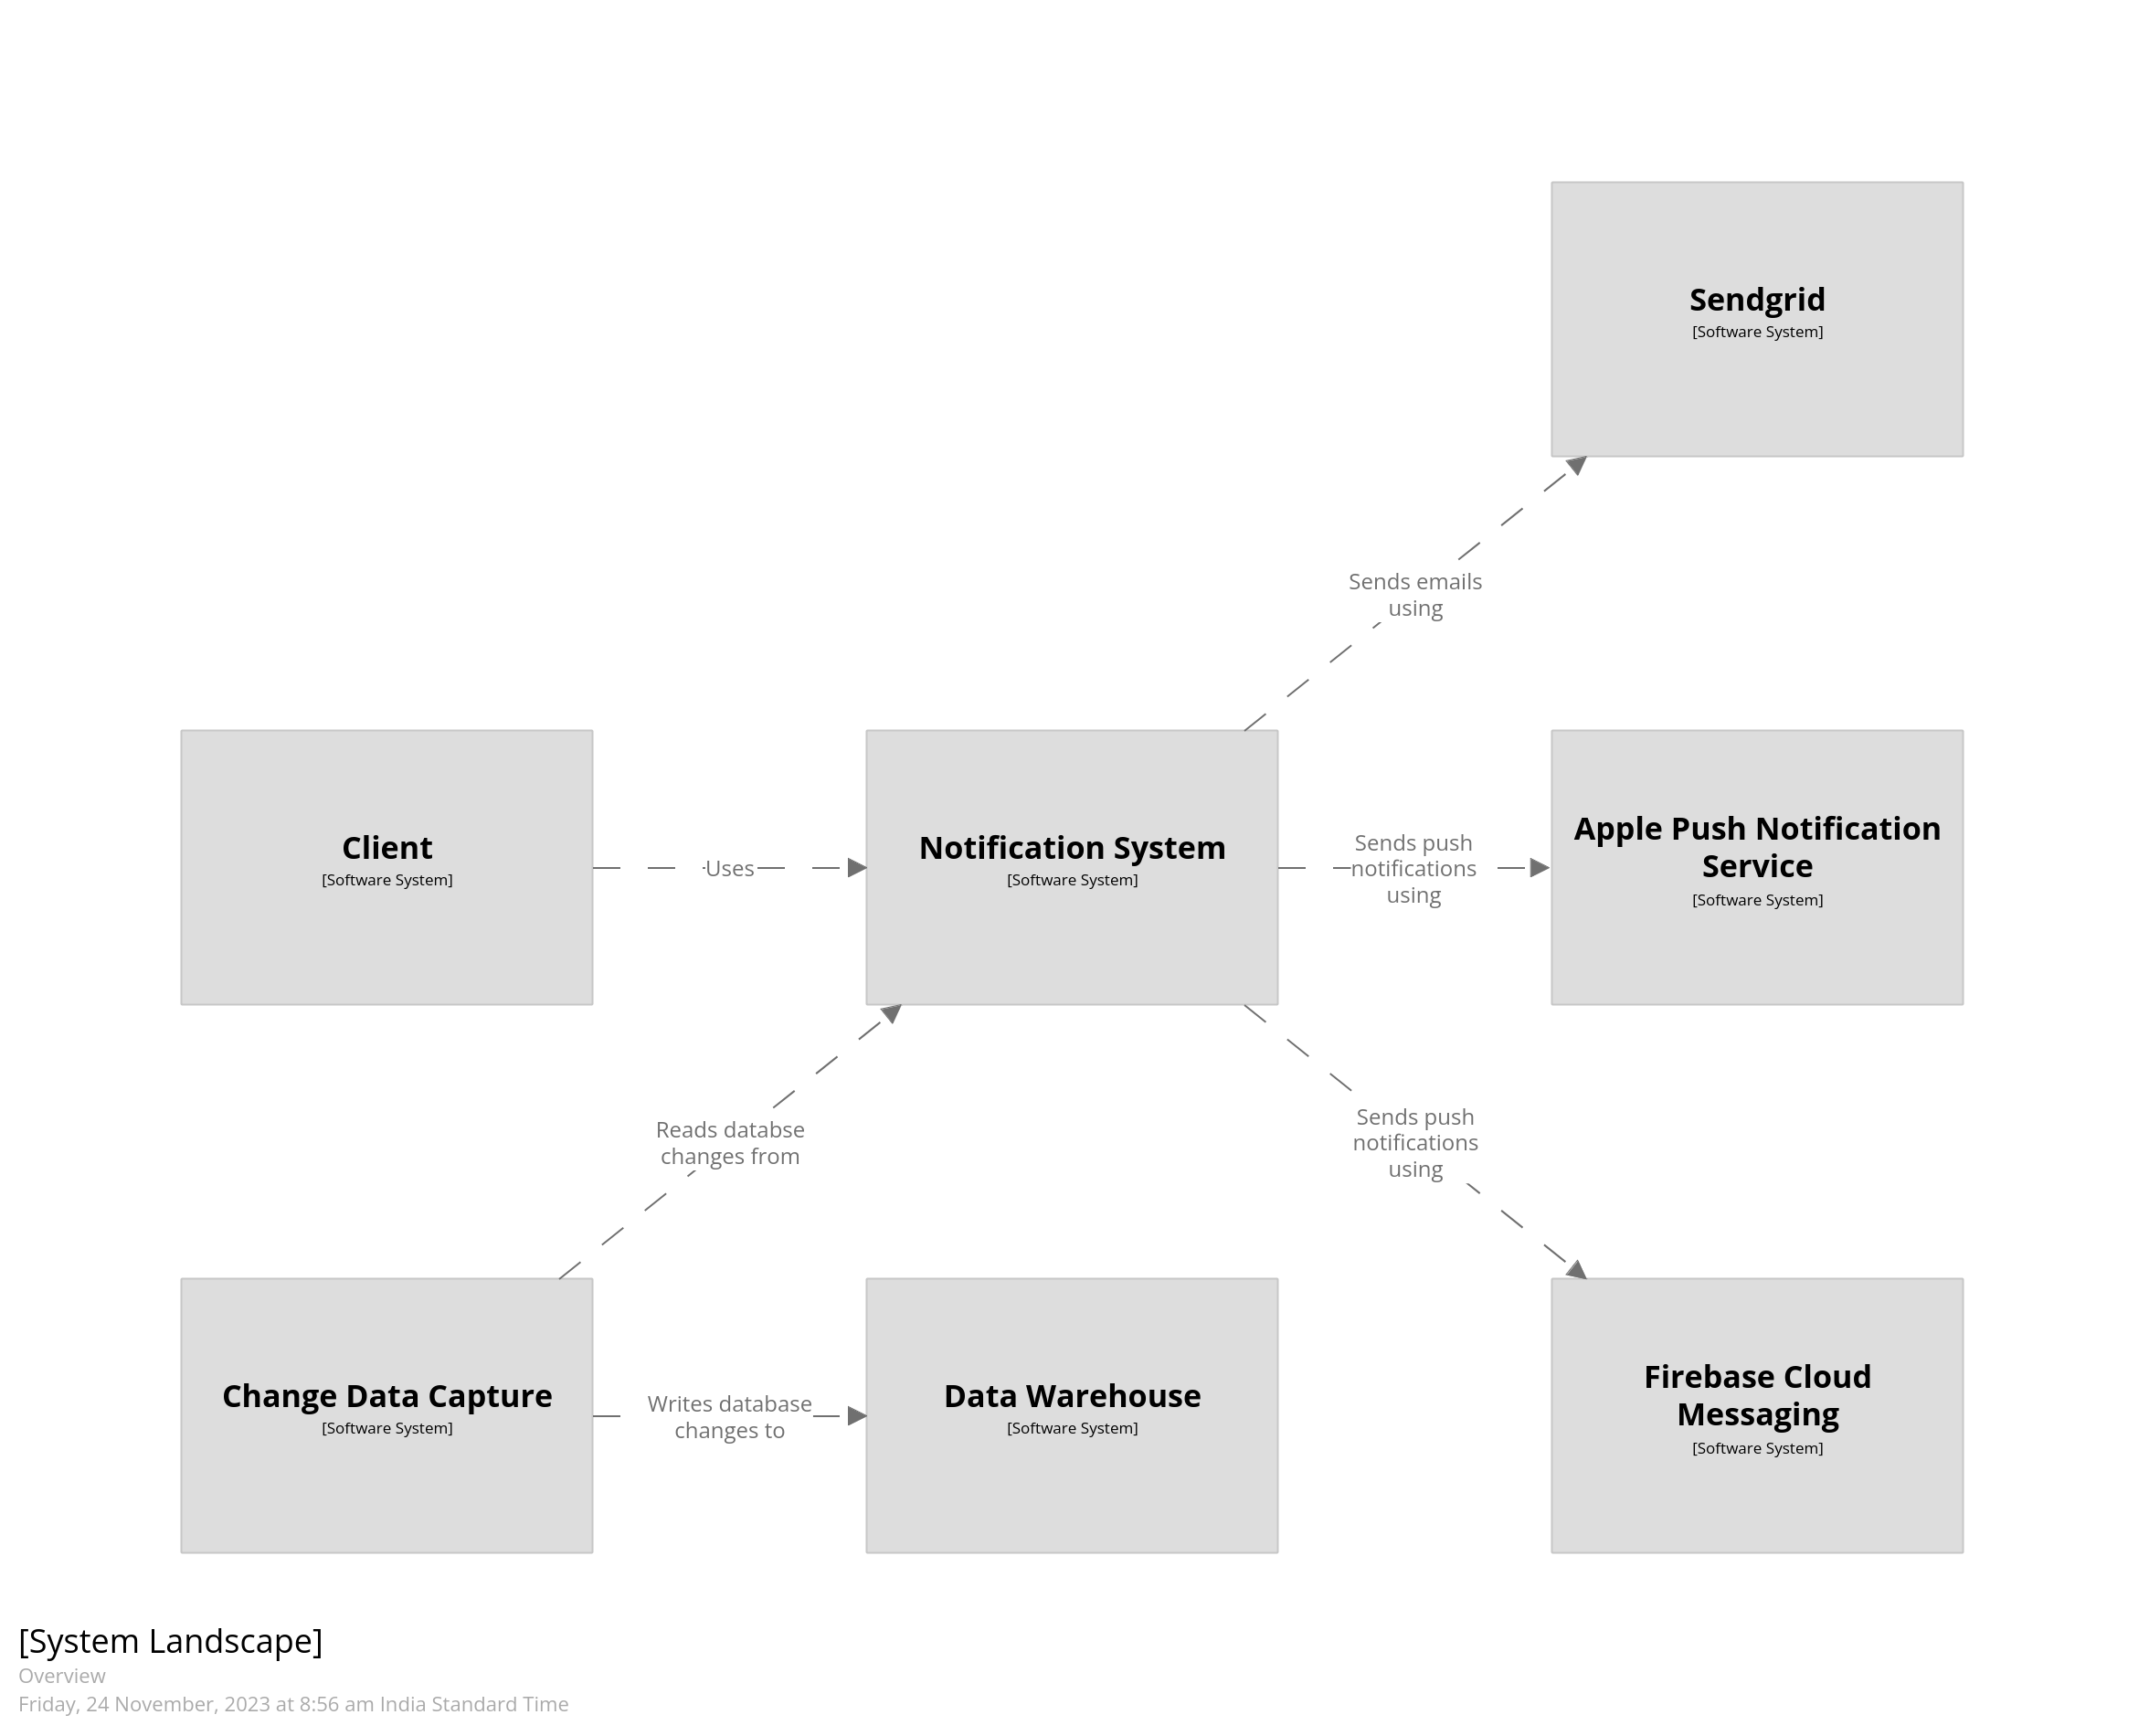 Sendgrid
[Software System]
Sends emails
using
Client
[Software System]
Uses
Notification System
[Software System]
Sends push
notifications
using
Apple Push Notification
Service
[Software System]
Reads databse
changes from
Sends push
notifications
using
Change Data Capture
[Software System]
Writes database
changes to
Data Warehouse
[Software System]
Firebase Cloud
Messaging
[Software System]
[System Landscape]
Overview
Friday, 24 November, 2023 at 8:56 am India Standard Time